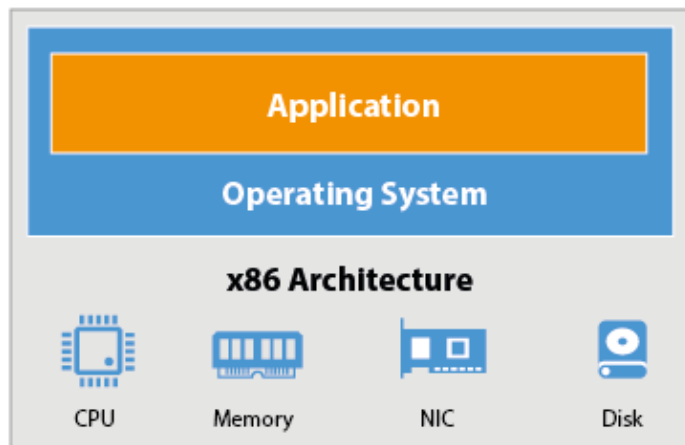 Application
Operating System
x86 Architecture
CPU Memory NIC Disk